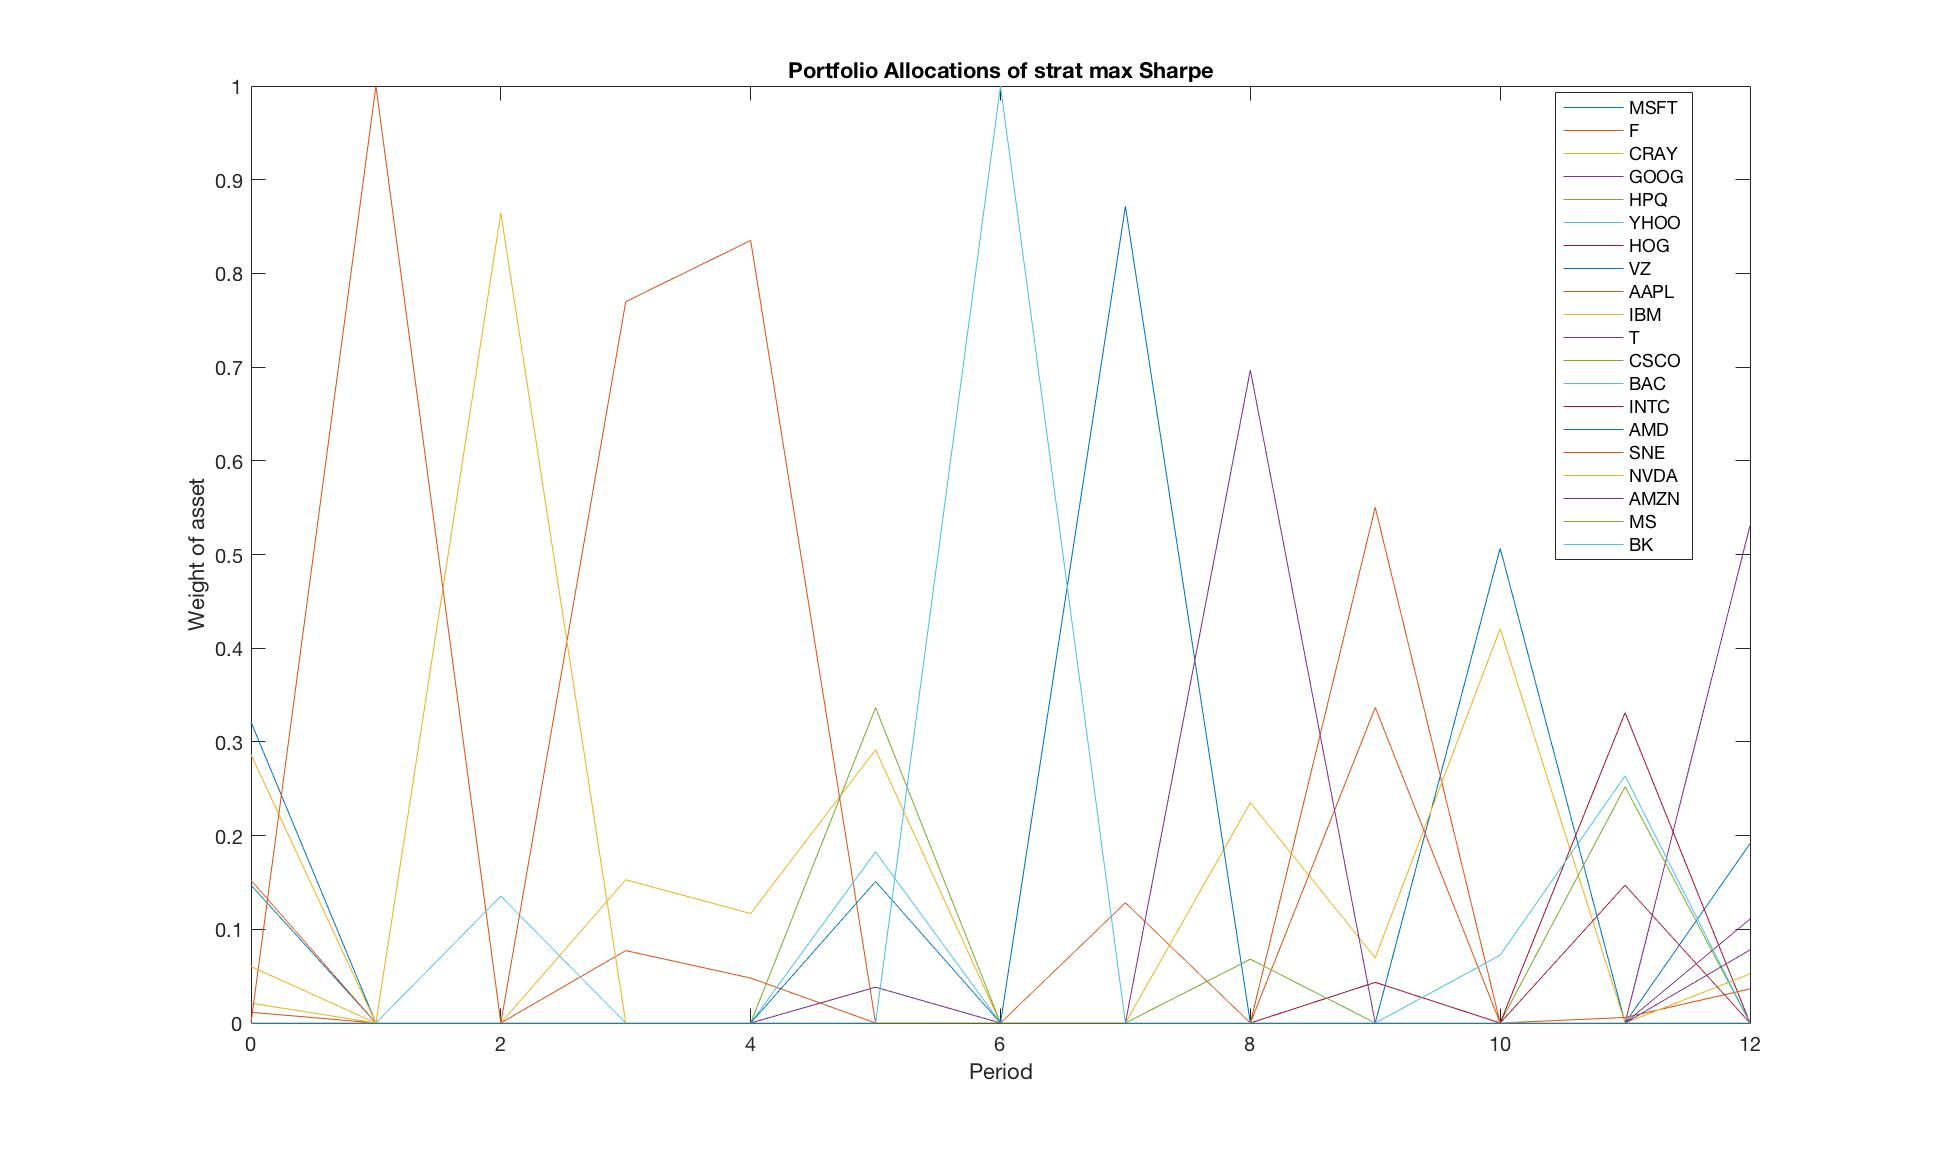 Portfolio Allocations of strat max Sharpe
1
0.9
0.8
0.7
0.6
0.5
0.4
0.3
0.2
0.1
0
Weight of asset
0 2 4 6 8 10 12
Period
MSFT
F
CRAY
GOOG
HPQ
YHOO
HOG
VZ
AAPL
IBM
T
CSCO
BAC
INTC
AMD
SNE
NVDA
AMZN
MS
BK